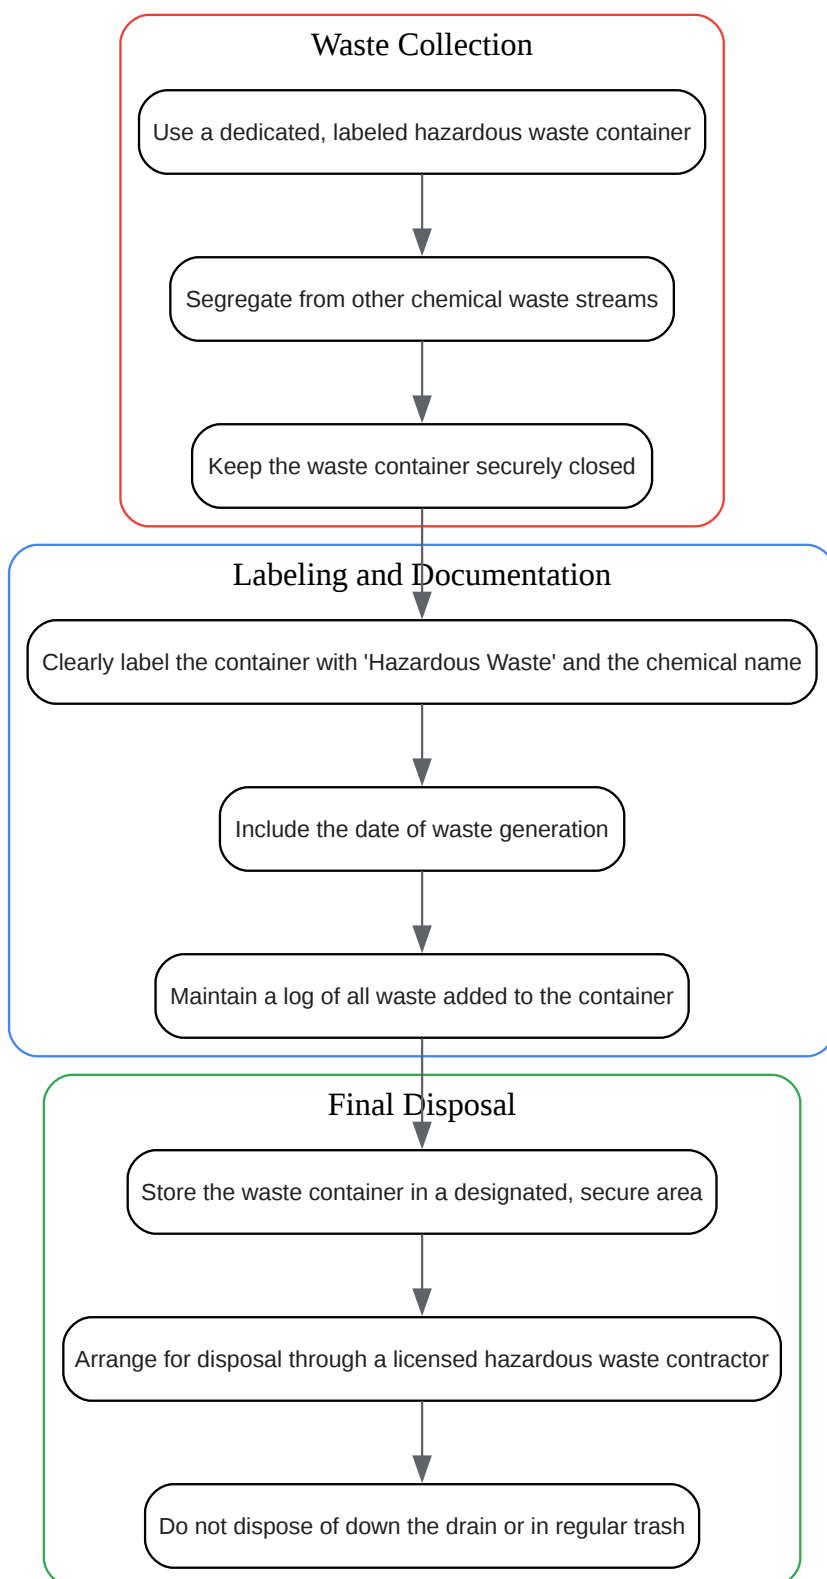 Waste Collection
Use a dedicated, labeled hazardous waste container
Segregate from other chemical waste streams
Keep the waste container securely closed
Labeling and Documentation
Clearly label the container with 'Hazardous Waste' and the chemical name
Include the date of waste generation
Maintain a log of all waste added to the container
Final Disposal
Store the waste container in a designated, secure area
Arrange for disposal through a licensed hazardous waste contractor
Do not dispose of down the drain or in regular trash